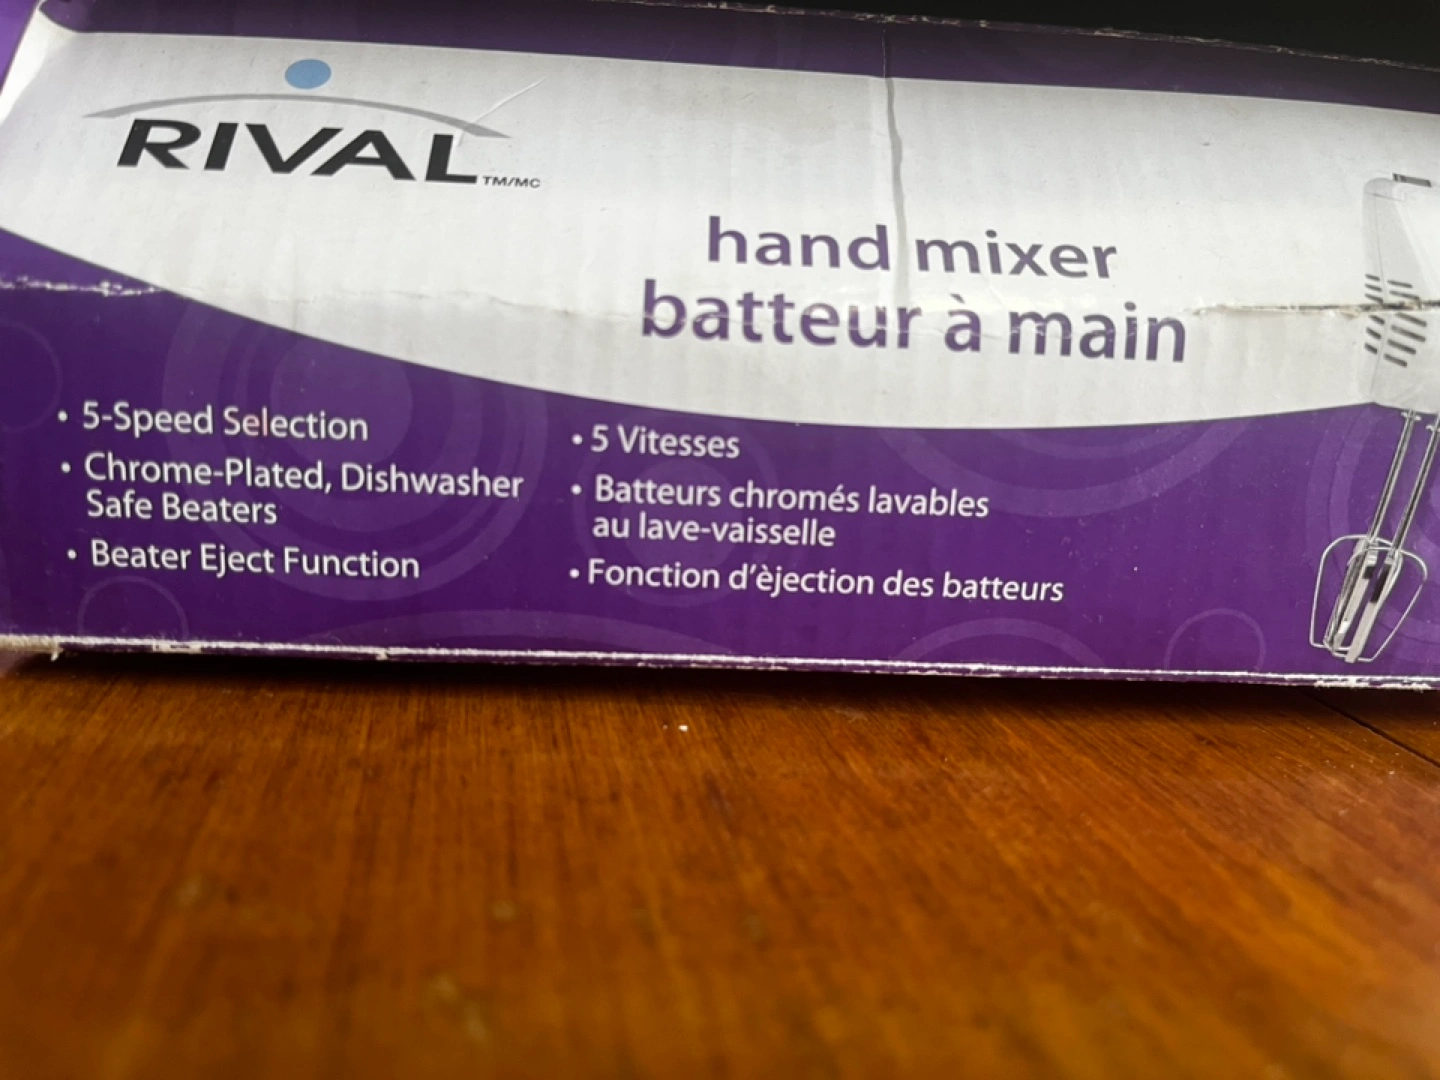 RIVAL TM/MC
hand mixer
batteur à main
• 5-Speed Selection
• Chrome-Plated, Dishwasher
Safe Beaters
• Beater Eject Function
• 5 Vitesses
• Batteurs chromés lavables
au lave-vaisselle
• Fonction d'èjection des batteurs